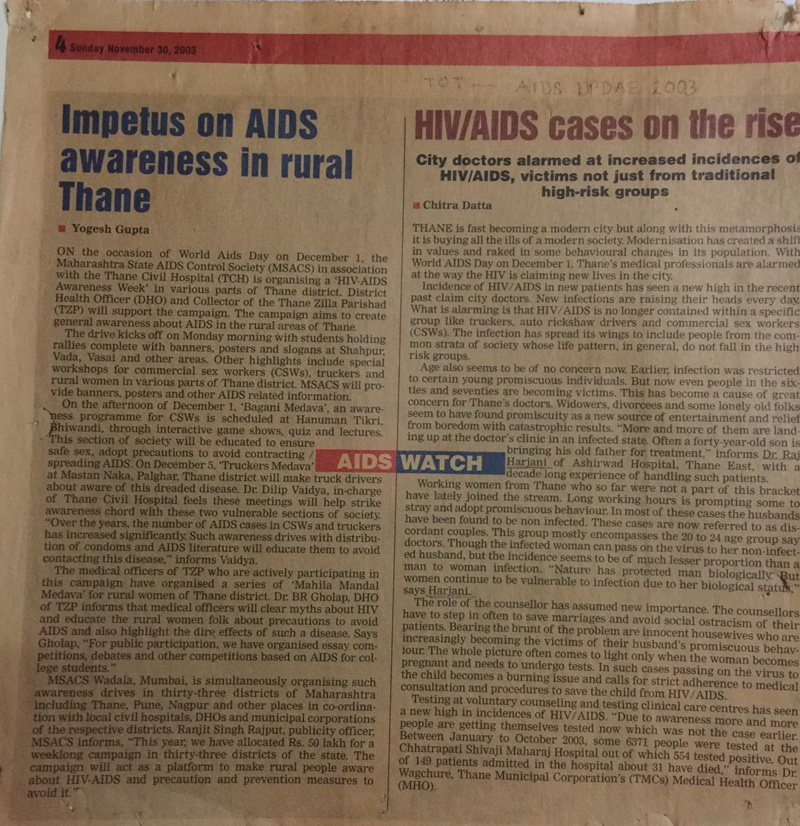 4 Sunday November 30, 2003
TOT — AIDS UPDAE 2003
Impetus on AIDS
awareness in rural
Thane
Yogesh Gupta
ON the occasion of World Aids Day on December 1, the
Maharashtra State AIDS Control Society (MSACS) in association
with the Thane Civil Hospital (TCH) is organising a 'HIV-AIDS
Awareness Week' in various parts of Thane district. District
Health Officer (DHO) and Collector of the Thane Zilla Parishad
(TZP) will support the campaign. The campaign aims to create
general awareness about AIDS in the rural areas of Thane.
The drive kicks off on Monday morning with students holding
rallies complete with banners, posters and slogans at Shahpur,
Vada, Vasai and other areas. Other highlights include special
workshops for commercial sex workers (CSWs), truckers and
rural women in various parts of Thane district. MSACS will pro-
vide banners, posters and other AIDS related information.
On the afternoon of December 1, 'Bagani Medava', an aware-
ness programme for CSWs is scheduled at Hanuman Tikri,
Bhiwandi, through interactive game shows, quiz and lectures.
This section of society will be educated to ensure
safe sex, adopt precautions to avoid contracting /
spreading AIDS. On December 5, 'Truckers Medava'
at Mastan Naka, Palghar, Thane district will make truck drivers
about aware of this dreaded disease. Dr. Dilip Vaidya, in-charge
of Thane Civil Hospital feels these meetings will help strike
awareness chord with these two vulnerable sections of society.
"Over the years, the number of AIDS cases in CSWs and truckers
has increased significantly. Such awareness drives with distribu-
tion of condoms and AIDS literature will educate them to avoid
contacting this disease," informs Vaidya.
The medical officers of TZP who are actively participating in
this campaign have organised a series of 'Mahila Mandal
Medava' for rural women of Thane district. Dr. BR Gholap, DHO
of TZP informs that medical officers will clear myths about HIV
and educate the rural women folk about precautions to avoid
AIDS and also highlight the dire effects of such a disease. Says
Gholap, "For public participation, we have organised essay com-
petitions, debates and other competitions based on AIDS for col-
lege students."
MSACS Wadala, Mumbai, is simultaneously organising such
awareness drives in thirty-three districts of Maharashtra
including Thane, Pune, Nagpur and other places in co-ordina-
tion with local civil hospitals, DHOs and municipal corporations
of the respective districts. Ranjit Singh Rajput, publicity officer,
MSACS informs, "This year, we have allocated Rs. 50 lakh for a
weeklong campaign in thirty-three districts of the state. The
campaign will act as a platform to make rural people aware
about HIV-AIDS and precaution and prevention measures to
avoid it."
AIDS WATCH
HIV/AIDS cases on the rise
City doctors alarmed at increased incidences of
HIV/AIDS, victims not just from traditional
high-risk groups
Chitra Datta
THANE is fast becoming a modern city but along with this metamorphosis
it is buying all the ills of a modern society. Modernisation has created a shift
in values and raked in some behavioural changes in its population. With
World AIDS Day on December 1, Thane's medical professionals are alarmed
at the way the HIV is claiming new lives in the city.
Incidence of HIV/AIDS in new patients has seen a new high in the recent
past claim city doctors. New infections are raising their heads every day.
What is alarming is that HIV/AIDS is no longer contained within a specific
group like truckers, auto rickshaw drivers and commercial sex workers
(CSWs). The infection has spread its wings to include people from the com-
mon strata of society whose life pattern, in general, do not fall in the high
risk groups.
Age also seems to be of no concern now. Earlier, infection was restricted
to certain young promiscuous individuals. But now even people in the six-
ties and seventies are becoming victims. This has become a cause of great
concern for Thane's doctors. Widowers, divorcees and some lonely old folks
seem to have found promiscuity as a new source of entertainment and relief
from boredom with catastrophic results. "More and more of them are land-
ing up at the doctor's clinic in an infected state. Often a forty-year-old son is
bringing his old father for treatment," informs Dr. Raj
Harjani of Ashirwad Hospital, Thane East, with a
decade long experience of handling such patients.
Working women from Thane who so far were not a part of this bracket
have lately joined the stream. Long working hours is prompting some to
stray and adopt promiscuous behaviour. In most of these cases the husbands
have been found to be non infected. These cases are now referred to as dis-
cordant couples. This group mostly encompasses the 20 to 24 age group say
doctors. Though the infected woman can pass on the virus to her non-infect-
ed husband, but the incidence seems to be of much lesser proportion than a
man to woman infection. "Nature has protected man biologically. But
women continue to be vulnerable to infection due to her biological status,"
says Harjani.
The role of the counsellor has assumed new importance. The counsellors
have to step in often to save marriages and avoid social ostracism of their
patients. Bearing the brunt of the problem are innocent housewives who are
increasingly becoming the victims of their husband's promiscuous behav-
iour. The whole picture often comes to light only when the woman becomes
pregnant and needs to undergo tests. In such cases passing on the virus to
the child becomes a burning issue and calls for strict adherence to medical
consultation and procedures to save the child from HIV/AIDS.
Testing at voluntary counseling and testing clinical care centres has seen
a new high in incidences of HIV/AIDS. "Due to awareness more and more
people are getting themselves tested now which was not the case earlier.
Between January to October 2003, some 6371 people were tested at the
Chhatrapati Shivaji Maharaj Hospital out of which 554 tested positive. Out
of 149 patients admitted in the hospital about 31 have died," informs Dr.
Wagchure, Thane Municipal Corporation's (TMCs) Medical Health Officer
(MHO).